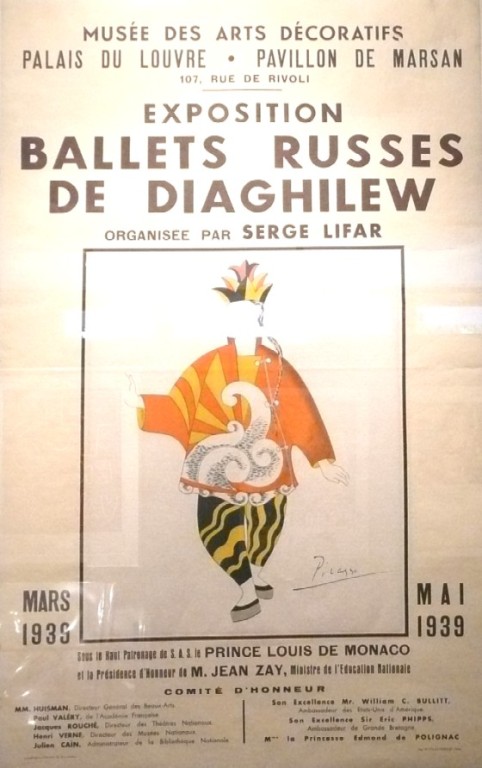 MUSÉE DES ARTS DÉCORATIFS
PALAIS DU LOUVRE • PAVILLON DE MARSAN
107, RUE DE RIVOLI
EXPOSITION
BALLETS RUSSES
DE DIAGHILEW
ORGANISEE PAR SERGE LIFAR
Picasso
MARS
1939
MAI
1939
Sous le Haut Patronage de S.A.S. le PRINCE LOUIS DE MONACO
et la Présidence d'Honneur de M. JEAN ZAY, Ministre de l'Education Nationale
COMITÉ D'HONNEUR
MM. HUISMAN, Directeur Général des Beaux-Arts.
Paul VALÉRY, de l'Académie Française
Jacques ROUCHÉ, Directeur des Théâtres Nationaux
Henri VERNE, Directeur des Musées Nationaux
Julien CAIN, Administrateur de la Bibliothèque Nationale
Son Excellence Mr. William C. BULLITT,
Ambassadeur des Etats-Unis d'Amérique,
Son Excellence Sir Eric PHIPPS,
Ambassadeur de Grande Bretagne,
Mme la Princesse Edmond de POLIGNAC